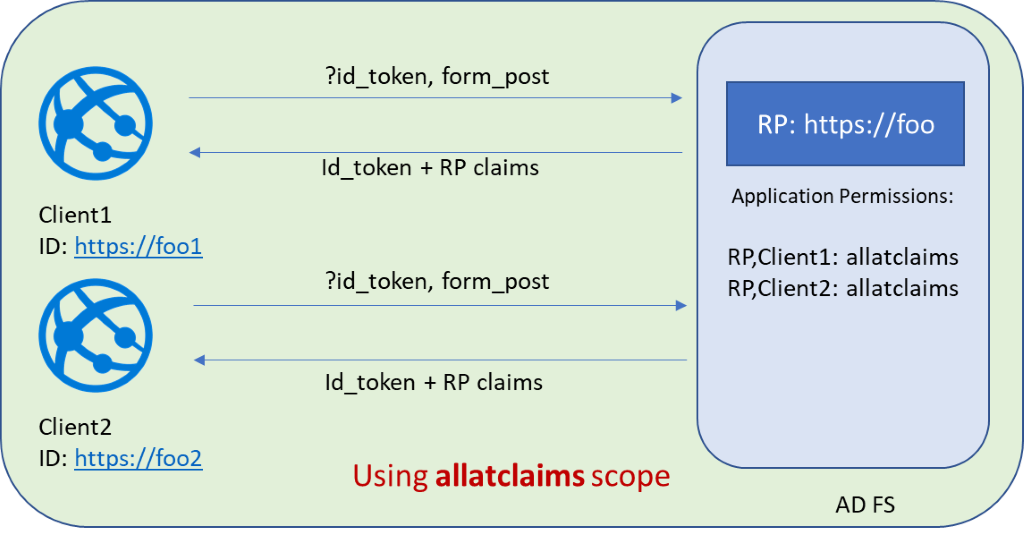 ?id_token, form_post
RP: https://foo
Id_token + RP claims
Application Permissions:
Client1
ID: https://foo1
RP,Client1: allatclaims
RP,Client2: allatclaims
?id_token, form_post
Id_token + RP claims
Client2
ID: https://foo2
Using allatclaims scope
AD FS